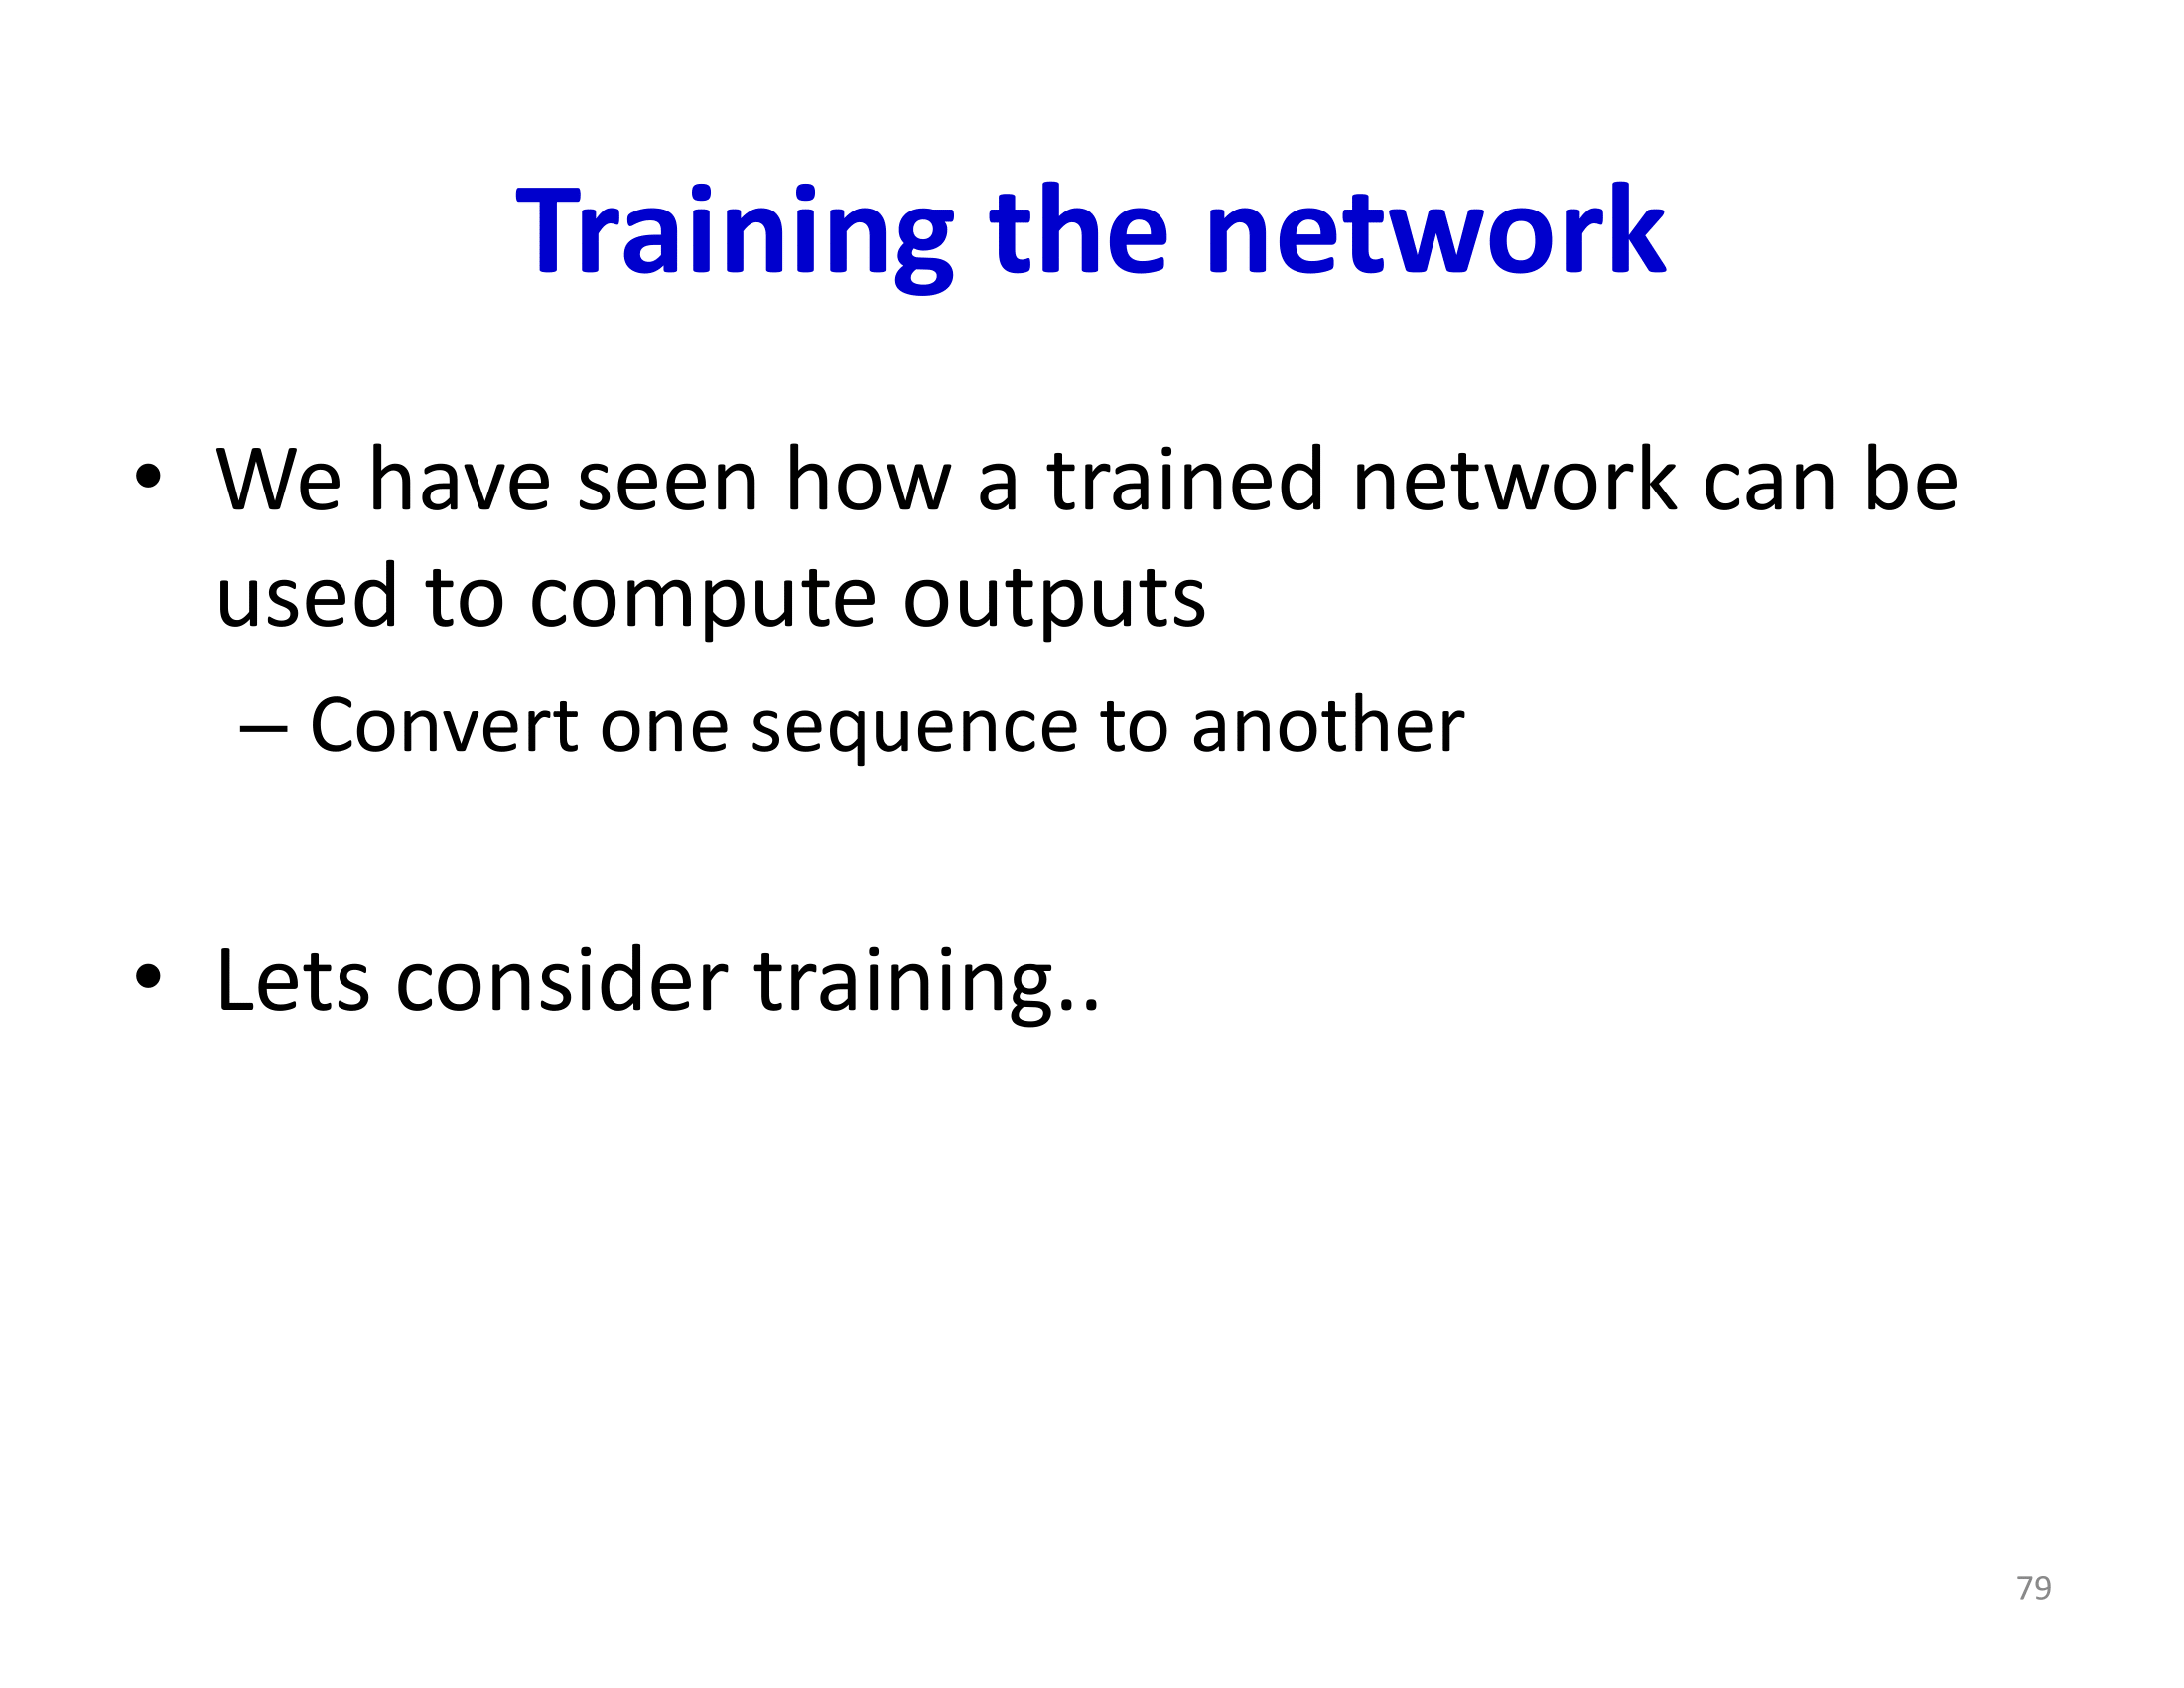 Training the network
• We have seen how a trained network can be
used to compute outputs
– Convert one sequence to another
• Lets consider training..
79